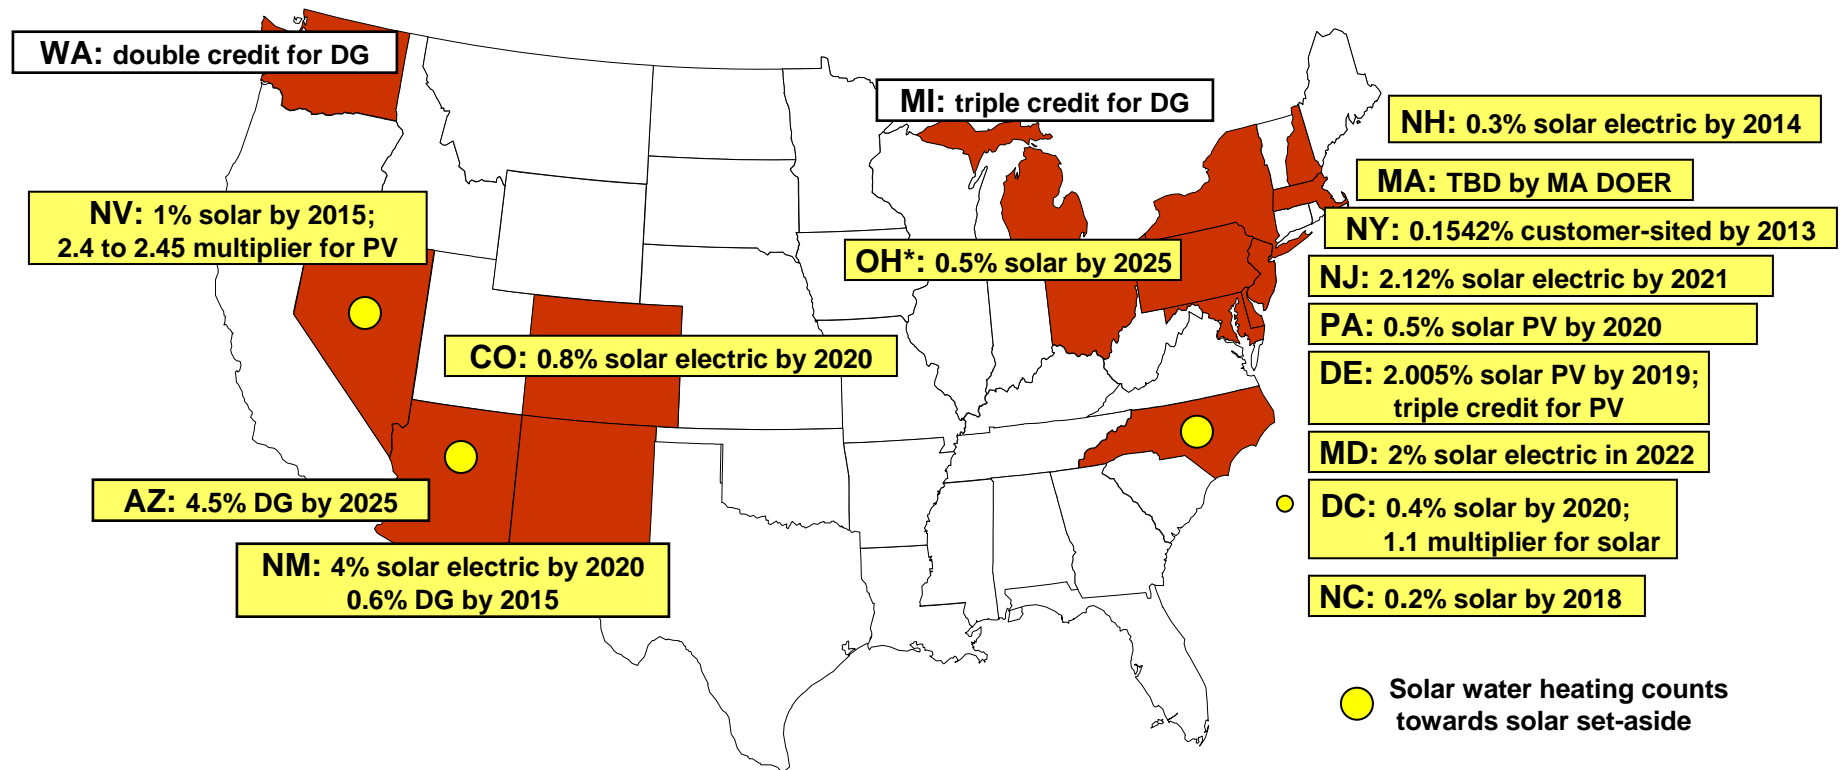 WA: double credit for DG
MI: triple credit for DG
NH: 0.3% solar electric by 2014
MA: TBD by MA DOER
NV: 1% solar by 2015;
2.4 to 2.45 multiplier for PV
NY: 0.1542% customer-sited by 2013
OH*: 0.5% solar by 2025
NJ: 2.12% solar electric by 2021
PA: 0.5% solar PV by 2020
CO: 0.8% solar electric by 2020
DE: 2.005% solar PV by 2019;
triple credit for PV
MD: 2% solar electric in 2022
AZ: 4.5% DG by 2025
DC: 0.4% solar by 2020;
1.1 multiplier for solar
NM: 4% solar electric by 2020
0.6% DG by 2015
NC: 0.2% solar by 2018
Solar water heating counts
towards solar set-aside